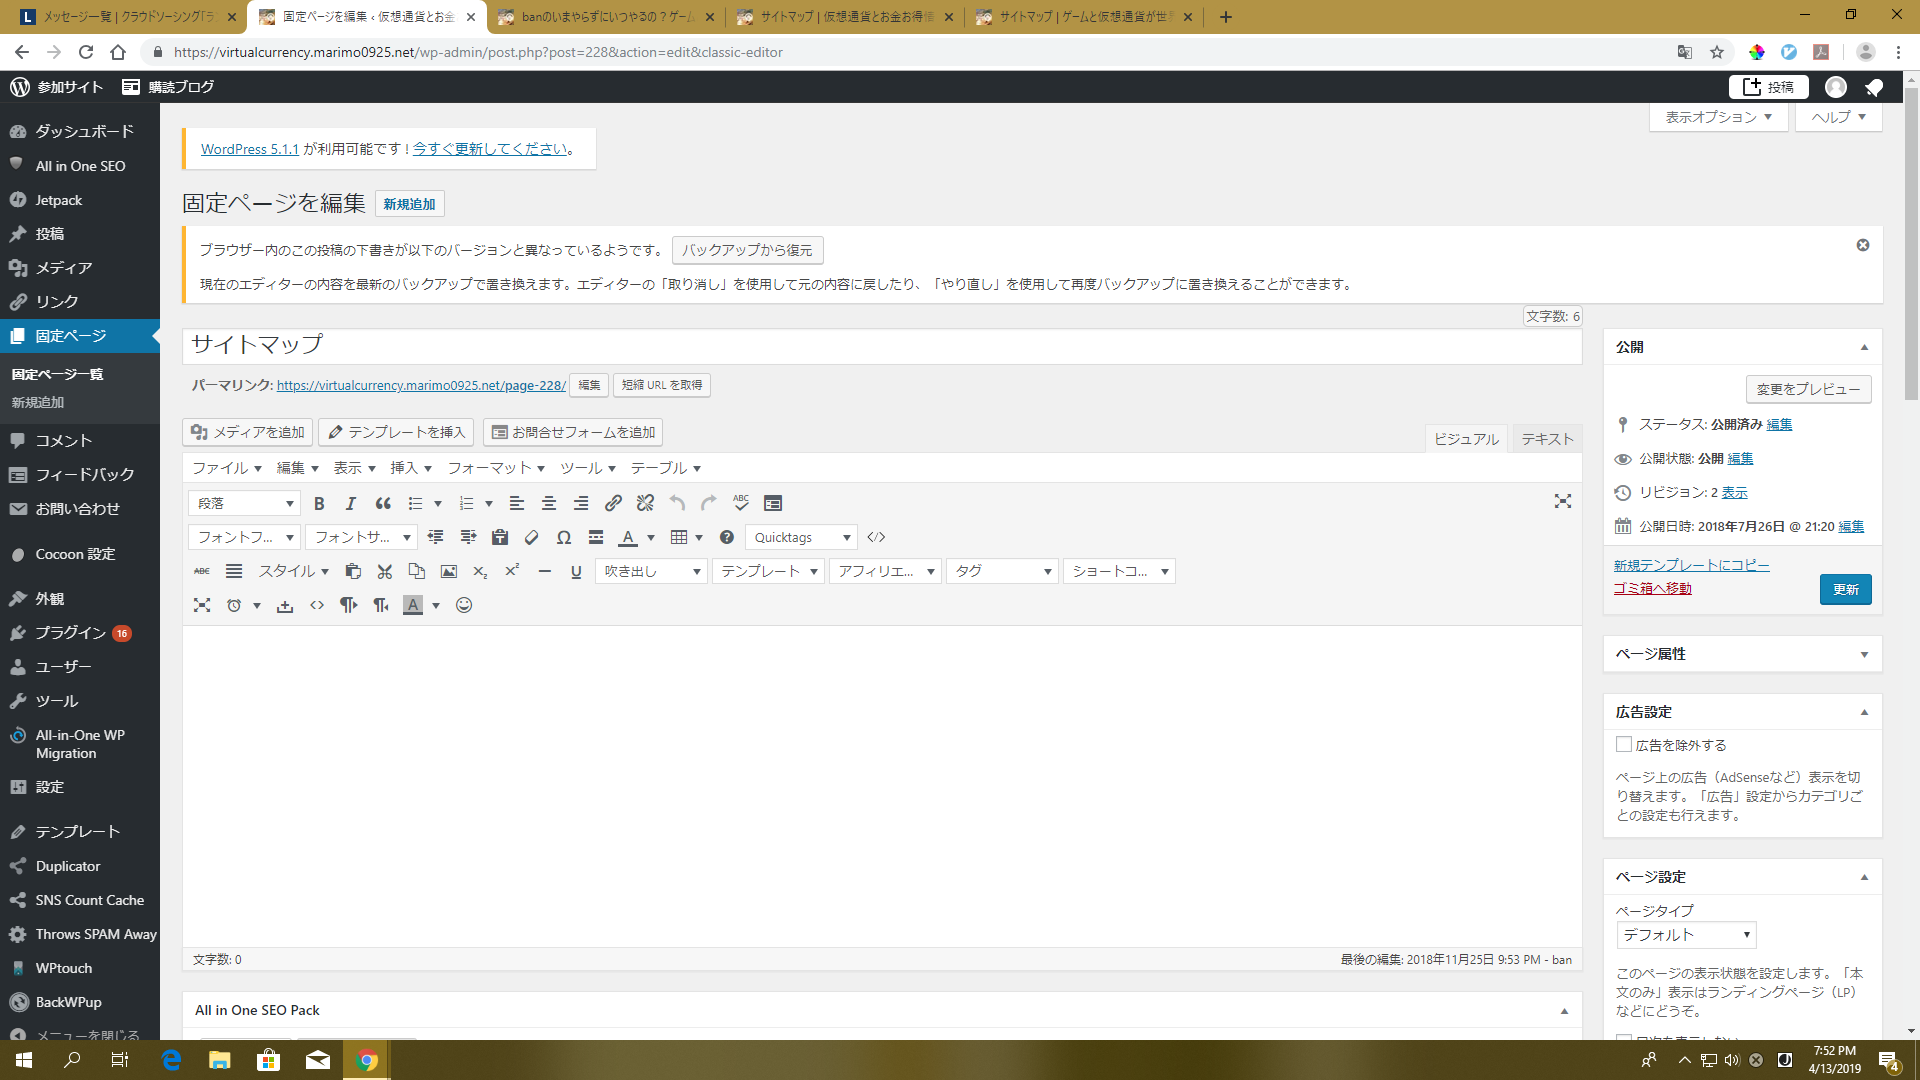 メッセージ一覧 | クラウドソーシング「ラン
固定ページを編集 ‹ 仮想通貨とお金
banのいまやらずにいつやるの？ゲーム
サイトマップ | 仮想通貨とお金お得情
サイトマップ | ゲームと仮想通貨が世界
https://virtualcurrency.marimo0925.net/wp-admin/post.php?post=228&action=edit&classic-editor
参加サイト
購読ブログ
投稿
表示オプション
ヘルプ
ダッシュボード
All in One SEO
Jetpack
投稿
メディア
リンク
固定ページ
固定ページ一覧
新規追加
コメント
フィードバック
お問い合わせ
Cocoon 設定
外観
プラグイン 16
ユーザー
ツール
All-in-One WP
Migration
設定
テンプレート
Duplicator
SNS Count Cache
Throws SPAM Away
WPtouch
BackWPup
メニューを閉じる
WordPress 5.1.1 が利用可能です ! 今すぐ更新してください。
固定ページを編集 新規追加
ブラウザー内のこの投稿の下書きが以下のバージョンと異なっているようです。 バックアップから復元
現在のエディターの内容を最新のバックアップで置き換えます。エディターの「取り消し」を使用して元の内容に戻したり、「やり直し」を使用して再度バックアップに置き換えることができます。
文字数: 6
サイトマップ
パーマリンク: https://virtualcurrency.marimo0925.net/page-228/ 編集 短縮 URL を取得
メディアを追加 テンプレートを挿入 お問合せフォームを追加
ビジュアル テキスト
ファイル 編集 表示 挿入 フォーマット ツール テーブル
段落 B I ABC
フォントフ... フォントサ... Ω A Quicktags
ABC スタイル X₂ X² U 吹き出し テンプレート アフィリエ... タグ ショートコ...
A
文字数: 0
最後の編集: 2018年11月25日 9:53 PM - ban
All in One SEO Pack
公開
変更をプレビュー
ステータス: 公開済み 編集
公開状態: 公開 編集
リビジョン: 2 表示
公開日時: 2018年7月26日 @ 21:20 編集
新規テンプレートにコピー
ゴミ箱へ移動
更新
ページ属性
広告設定
広告を除外する
ページ上の広告（AdSenseなど）表示を切
り替えます。「広告」設定からカテゴリご
との設定も行えます。
ページ設定
ページタイプ
デフォルト
このページの表示状態を設定します。「本
文のみ」表示はランディングページ（LP）
などにどうぞ。
7:52 PM
4/13/2019
4